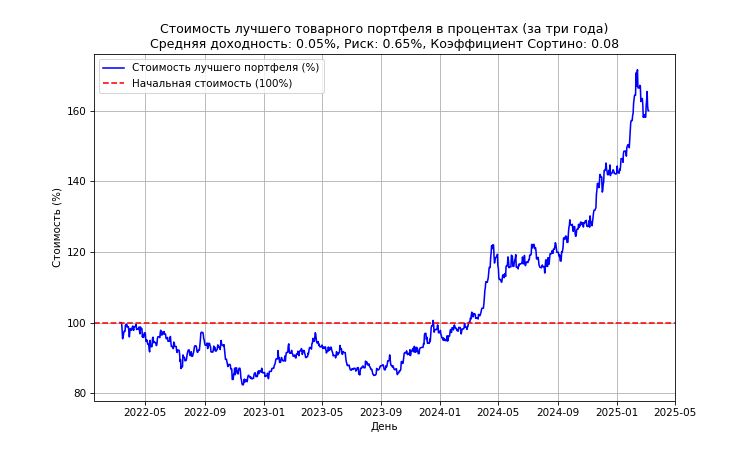 Стоимость лучшего товарного портфеля в процентах (за три года)
Средняя доходность: 0.05%, Риск: 0.65%, Коэффициент Сортино: 0.08
Стоимость лучшего портфеля (%)
Начальная стоимость (100%)
Стоимость (%)
160
140
120
100
80
2022-05 2022-09 2023-01 2023-05 2023-09 2024-01 2024-05 2024-09 2025-01 2025-05
День